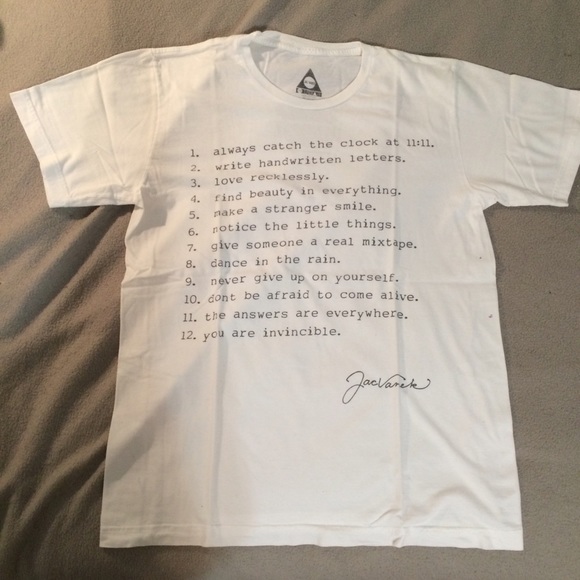 1. always catch the clock at 11:11.
2. write handwritten letters.
3. love recklessly.
4. find beauty in everything.
5. make a stranger smile.
6. notice the little things.
7. give someone a real mixtape.
8. dance in the rain.
9. never give up on yourself.
10. dont be afraid to come alive.
11. the answers are everywhere.
12. you are invincible.
JacVanek